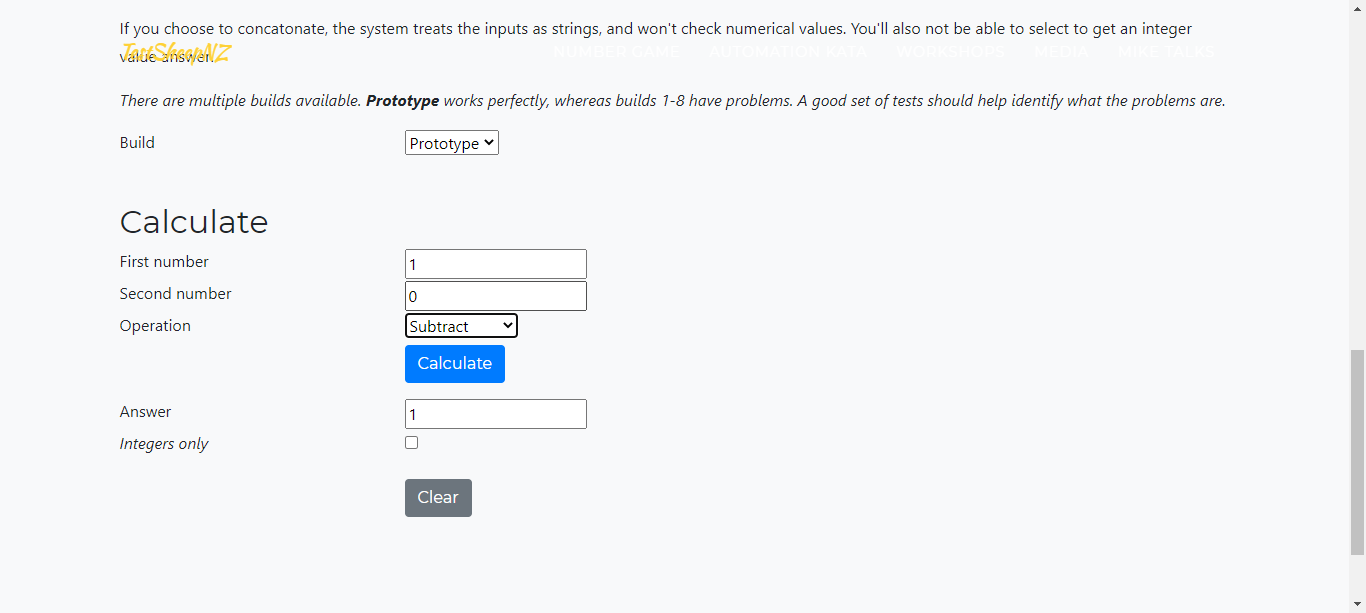 If you choose to concatonate, the system treats the inputs as strings, and won't check numerical values. You'll also not be able to select to get an integer
value answer.
TestSheepNZ NUMBER GAME AUTOMATION WORKSHOPS MEDIA MIKE TALKS
There are multiple builds available. Prototype works perfectly, whereas builds 1-8 have problems. A good set of tests should help identify what the problems are.
Build Prototype
Calculate
First number 1
Second number 0
Operation Subtract
Calculate
Answer 1
Integers only
Clear